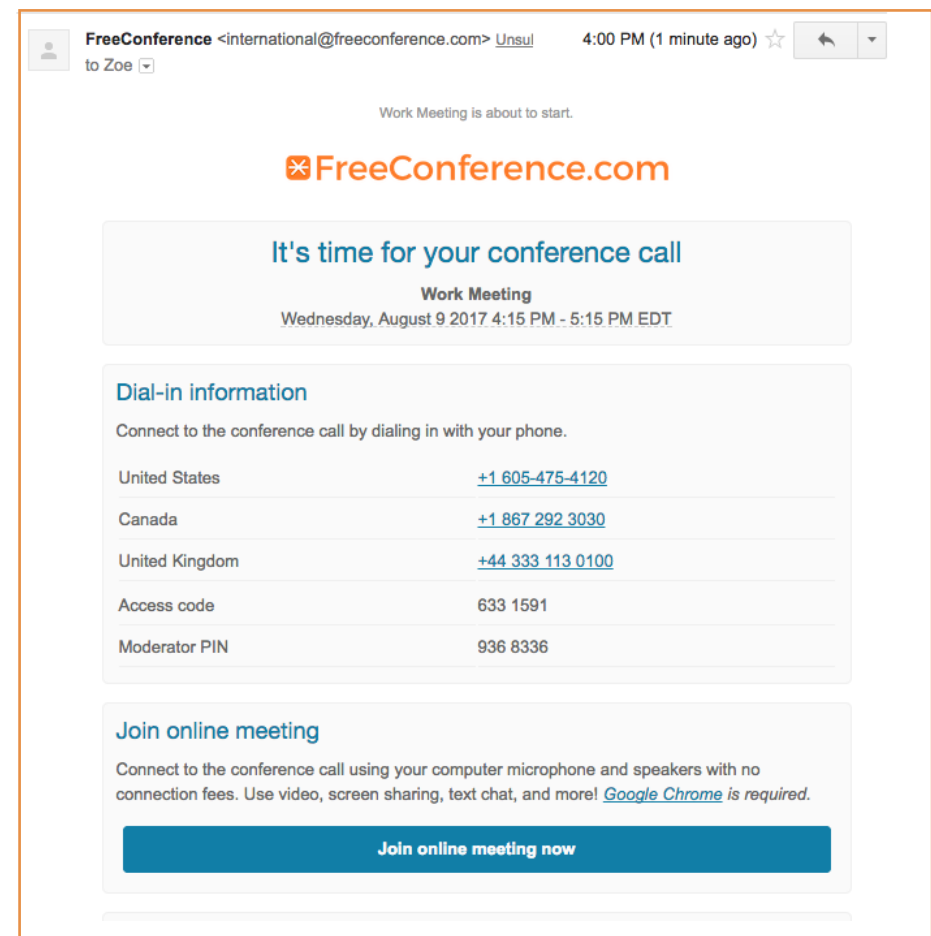 FreeConference <international@freeconference.com> Unsul 4:00 PM (1 minute ago)
to Zoe
Work Meeting is about to start.
FreeConference.com
It's time for your conference call
Work Meeting
Wednesday, August 9 2017 4:15 PM - 5:15 PM EDT
Dial-in information
Connect to the conference call by dialing in with your phone.
United States +1 605-475-4120
Canada +1 867 292 3030
United Kingdom +44 333 113 0100
Access code 633 1591
Moderator PIN 936 8336
Join online meeting
Connect to the conference call using your computer microphone and speakers with no
connection fees. Use video, screen sharing, text chat, and more! Google Chrome is required.
Join online meeting now